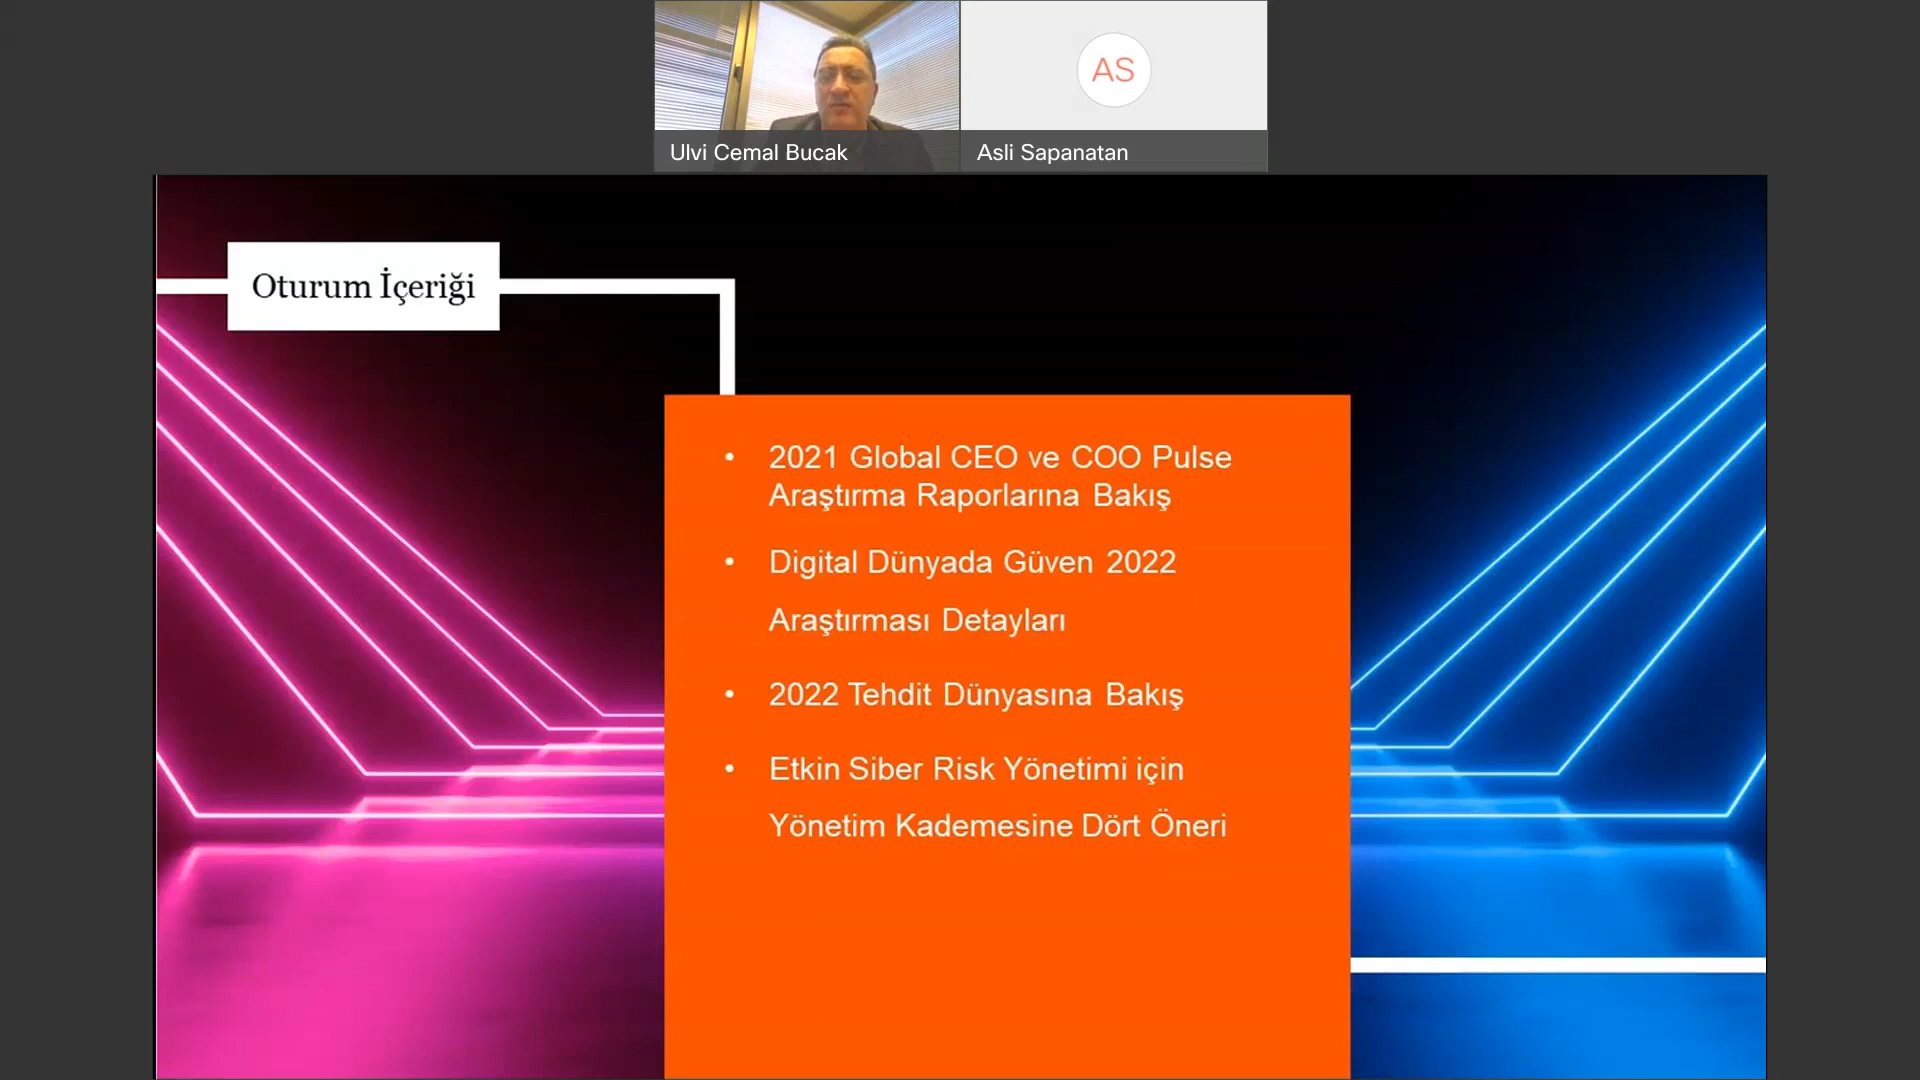 AS
Ulvi Cemal Bucak
Asli Sapanatan
Oturum İçeriği
• 2021 Global CEO ve COO Pulse
Araştırma Raporlarına Bakış
• Digital Dünyada Güven 2022
Araştırması Detayları
• 2022 Tehdit Dünyasına Bakış
• Etkin Siber Risk Yönetimi için
Yönetim Kademesine Dört Öneri